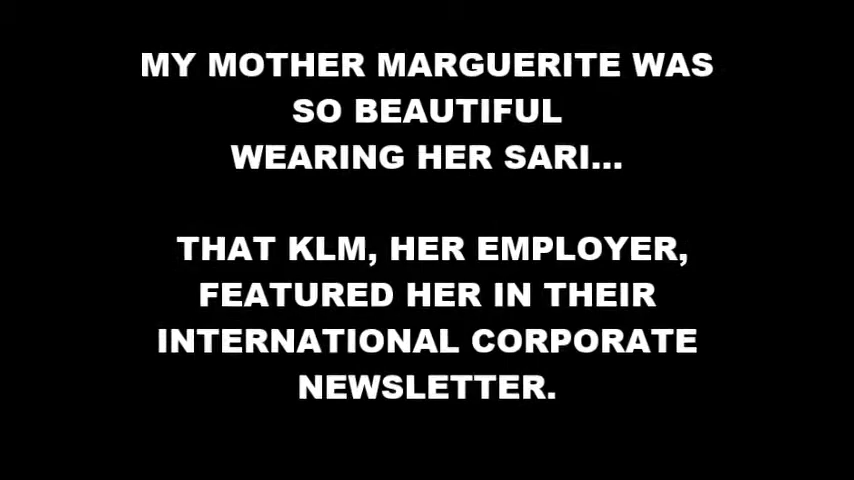 MY MOTHER MARGUERITE WAS
SO BEAUTIFUL
WEARING HER SARI...
THAT KLM, HER EMPLOYER,
FEATURED HER IN THEIR
INTERNATIONAL CORPORATE
NEWSLETTER.